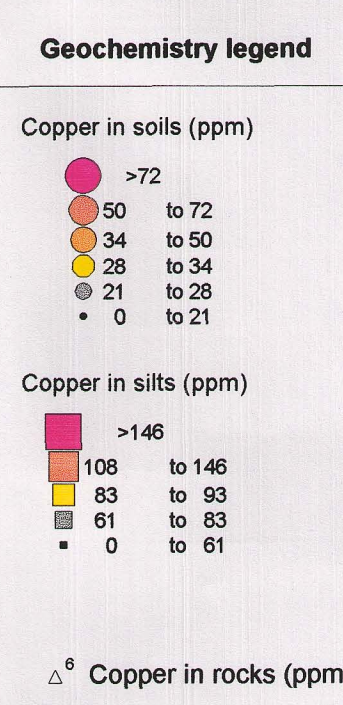 Geochemistry legend
Copper in soils (ppm)
>72
50 to 72
34 to 50
28 to 34
21 to 28
0 to 21
Copper in silts (ppm)
>146
108 to 146
83 to 93
61 to 83
0 to 61
6 Copper in rocks (ppm